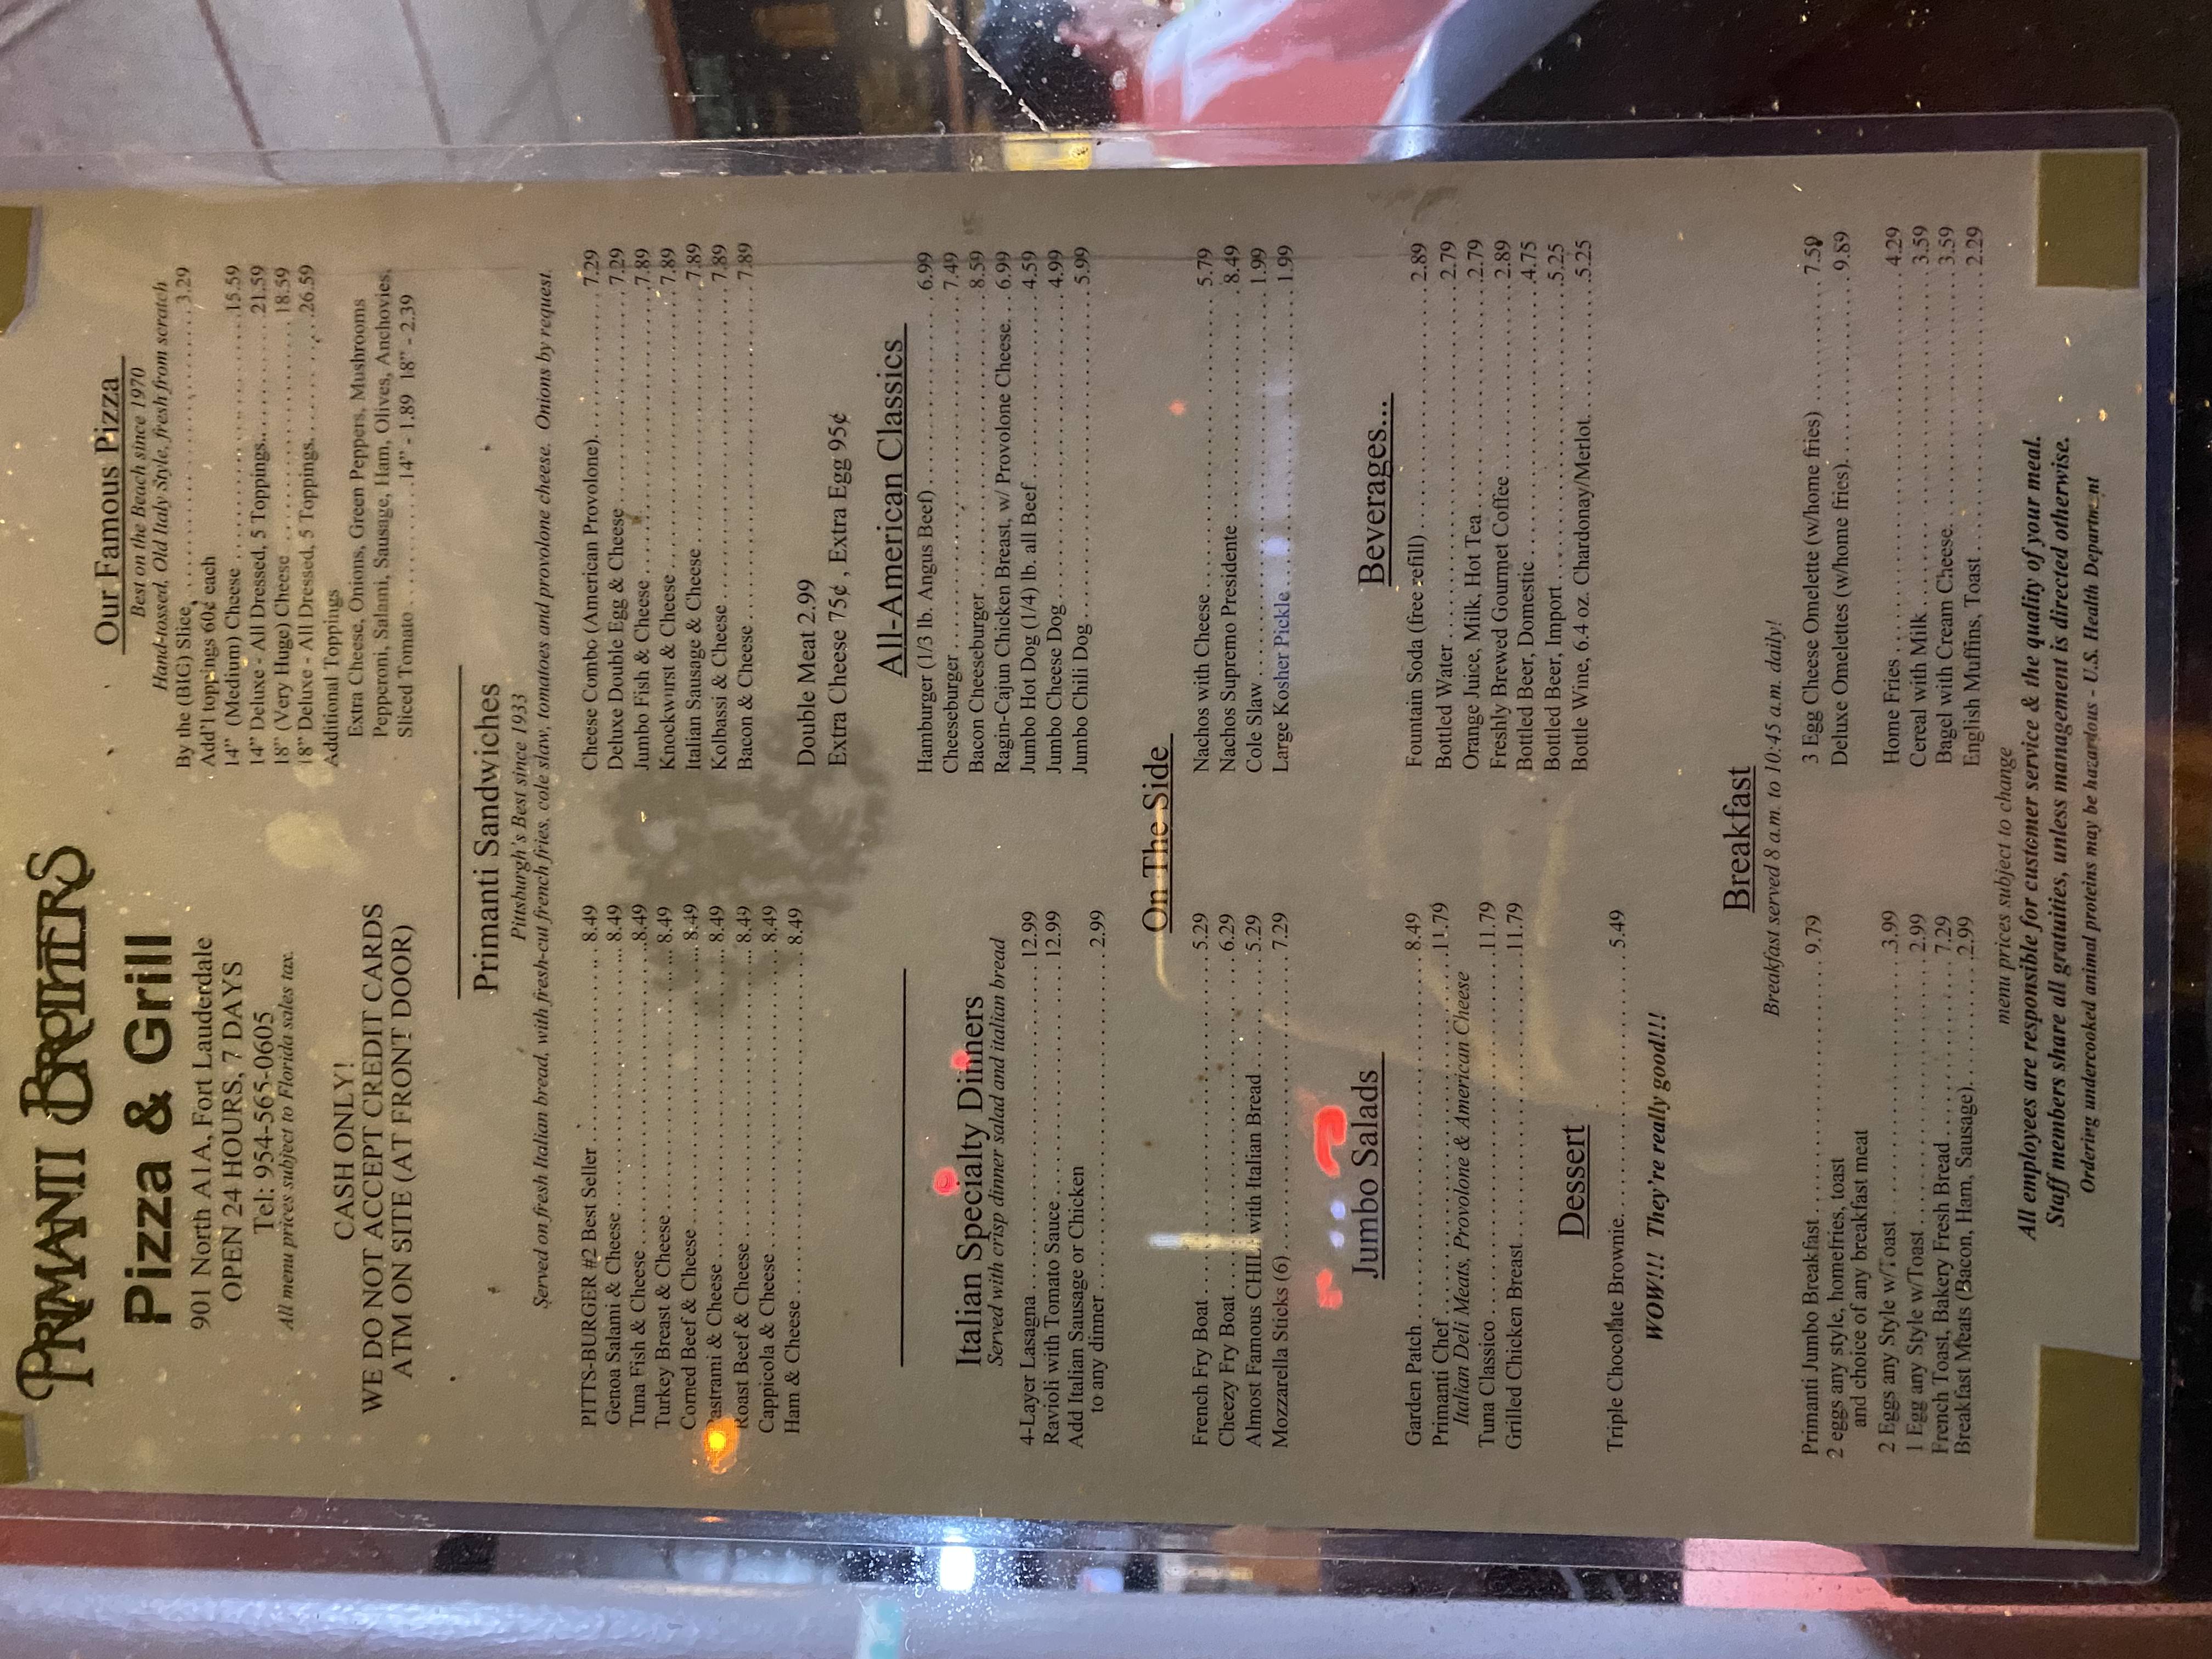 PRIMANTI BROTHERS
Pizza & Grill
901 North A1A, Fort Lauderdale
OPEN 24 HOURS, 7 DAYS
Tel: 954-565-0605
All menu prices subject to Florida sales tax.
CASH ONLY!
WE DO NOT ACCEPT CREDIT CARDS
ATM ON SITE (AT FRONT DOOR)
Our Famous Pizza
Best on the Beach since 1970
Hand-tossed, Old Italy Style, fresh from scratch
By the (BIG) Slice 3.29
Add'l toppings 60¢ each
14" (Medium) Cheese 15.59
14" Deluxe - All Dressed, 5 Toppings 21.59
18" (Very Huge) Cheese 18.59
18" Deluxe - All Dressed, 5 Toppings 26.59
Additional Toppings
Extra Cheese, Onions, Green Peppers, Mushrooms
Pepperoni, Salami, Sausage, Ham, Olives, Anchovies,
Sliced Tomato 14" - 1.89 18" - 2.39
Primanti Sandwiches
Pittsburgh's Best since 1933
Served on fresh Italian bread, with fresh-cut french fries, cole slaw, tomatoes and provolone cheese. Onions by request.
PITTS-BURGER #2 Best Seller 8.49
Genoa Salami & Cheese 8.49
Tuna Fish & Cheese 8.49
Turkey Breast & Cheese 8.49
Corned Beef & Cheese 8.49
Pastrami & Cheese 8.49
Roast Beef & Cheese 8.49
Cappicola & Cheese 8.49
Ham & Cheese 8.49
Cheese Combo (American Provolone) 7.29
Deluxe Double Egg & Cheese 7.29
Jumbo Fish & Cheese 7.89
Knockwurst & Cheese 7.89
Italian Sausage & Cheese 7.89
Kolbassi & Cheese 7.89
Bacon & Cheese 7.89
Double Meat 2.99
Extra Cheese 75¢ , Extra Egg 95¢
Italian Specialty Dinners
Served with crisp dinner salad and italian bread
4-Layer Lasagna 12.99
Ravioli with Tomato Sauce 12.99
Add Italian Sausage or Chicken
to any dinner 2.99
All-American Classics
Hamburger (1/3 lb. Angus Beef) 6.99
Cheeseburger 7.49
Bacon Cheeseburger 8.59
Ragin-Cajun Chicken Breast, w/ Provolone Cheese 6.99
Jumbo Hot Dog (1/4) lb. all Beef 4.59
Jumbo Cheese Dog 4.99
Jumbo Chili Dog 5.99
On The Side
French Fry Boat 5.29
Cheezy Fry Boat 6.29
Almost Famous CHILI with Italian Bread 5.29
Mozzarella Sticks (6) 7.29
Nachos with Cheese 5.79
Nachos Supremo Presidente 8.49
Cole Slaw 1.99
Large Kosher Pickle 1.99
Jumbo Salads
Garden Patch 8.49
Primanti Chef 11.79
Italian Deli Meats, Provolone & American Cheese
Tuna Classico 11.79
Grilled Chicken Breast 11.79
Dessert
Triple Chocolate Brownie 5.49
WOW!!! They're really good!!!
Beverages...
Fountain Soda (free refill) 2.89
Bottled Water 2.79
Orange Juice, Milk, Hot Tea 2.79
Freshly Brewed Gourmet Coffee 2.89
Bottled Beer, Domestic 4.75
Bottled Beer, Import 5.25
Bottle Wine, 6.4 oz. Chardonay/Merlot 5.25
Breakfast
Breakfast served 8 a.m. to 10:45 a.m. daily!
Primanti Jumbo Breakfast 9.79
2 eggs any style, homefries, toast
and choice of any breakfast meat
2 Eggs any Style w/Toast 3.99
1 Egg any Style w/Toast 2.99
French Toast, Bakery Fresh Bread 7.29
Breakfast Meats (Bacon, Ham, Sausage) 2.99
3 Egg Cheese Omelette (w/home fries) 7.59
Deluxe Omelettes (w/home fries) 9.89
Home Fries 4.29
Cereal with Milk 3.59
Bagel with Cream Cheese 3.59
English Muffins, Toast 2.29
menu prices subject to change
All employees are responsible for customer service & the quality of your meal.
Staff members share all gratuities, unless management is directed otherwise.
Ordering undercooked animal proteins may be hazardous - U.S. Health Department